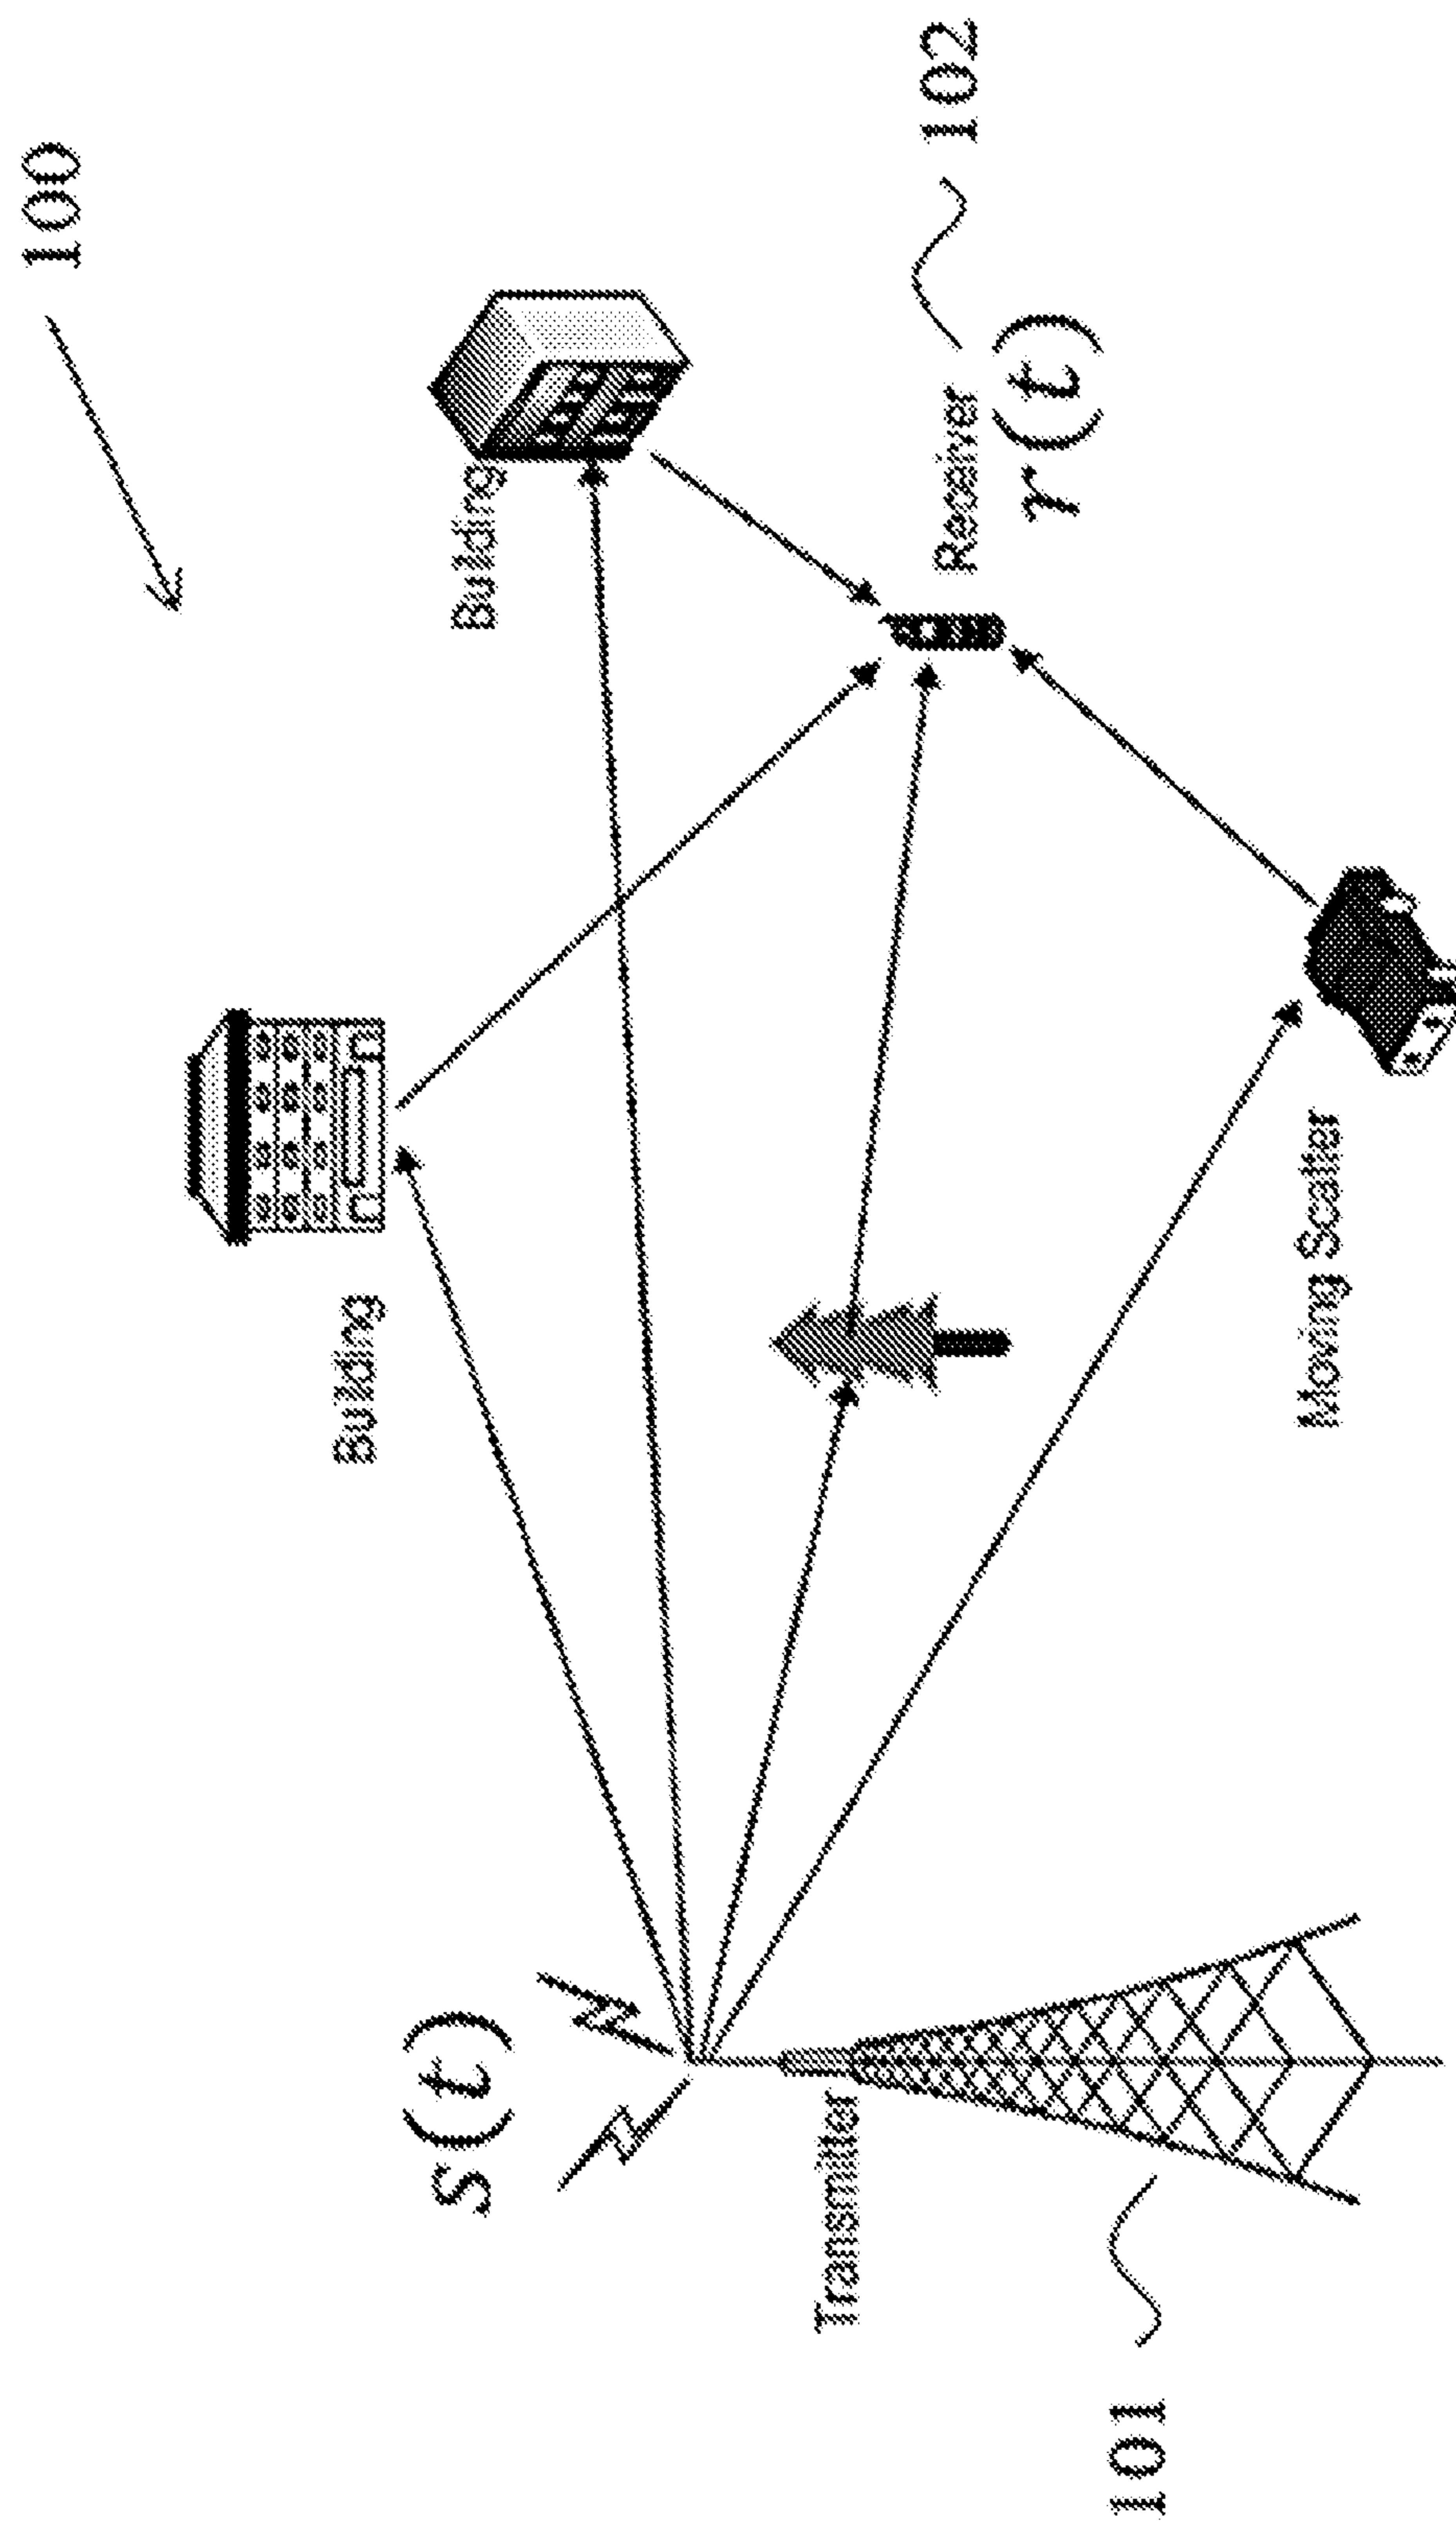 100
Building
Building
s(t)
Transmitter
101
Receiver
r(t)
102
Moving Scatter